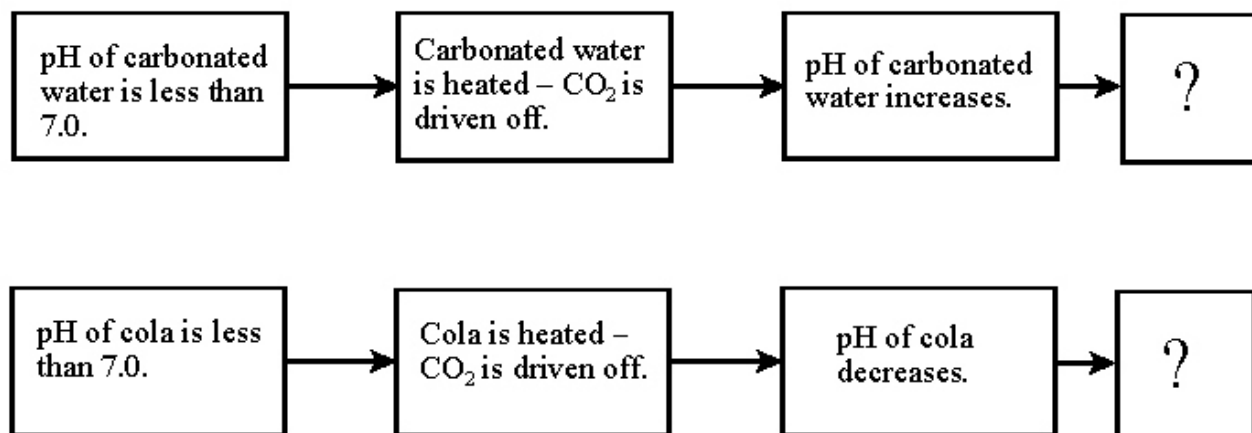 pH of carbonated
water is less than
7.0.
Carbonated water
is heated – CO₂ is
driven off.
pH of carbonated
water increases.
?
pH of cola is less
than 7.0.
Cola is heated –
CO₂ is driven off.
pH of cola
decreases.
?